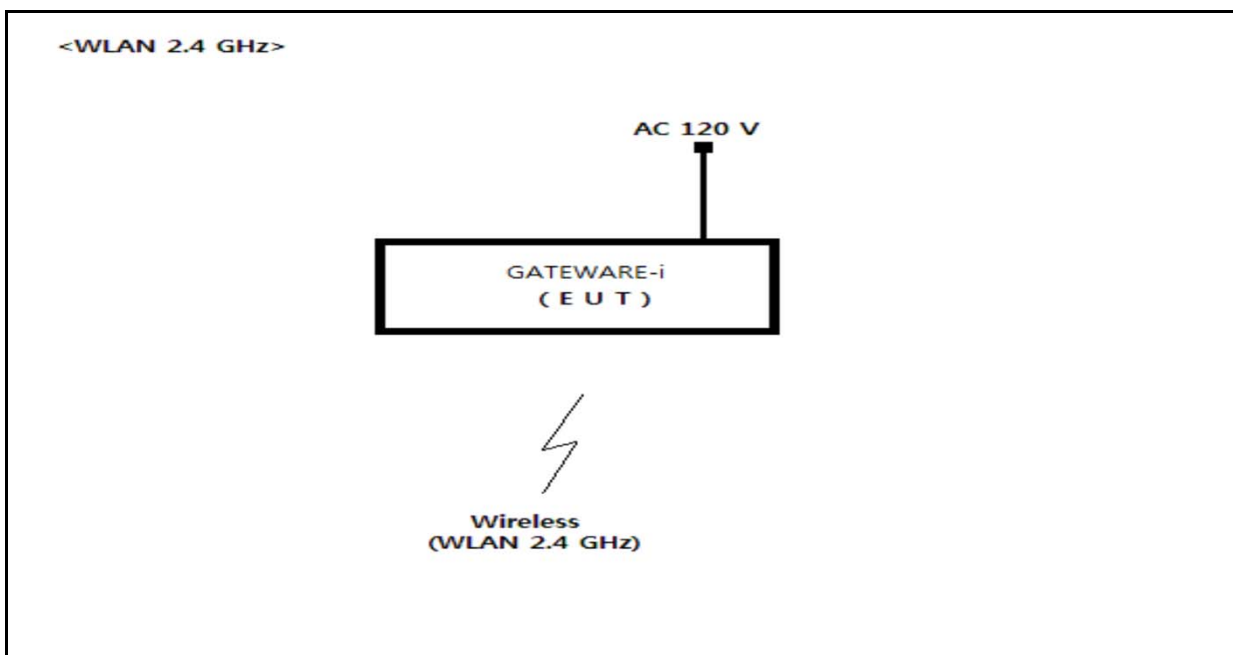 <WLAN 2.4 GHz>
AC 120 V
GATEWARE-i
( E U T )
Wireless
(WLAN 2.4 GHz)